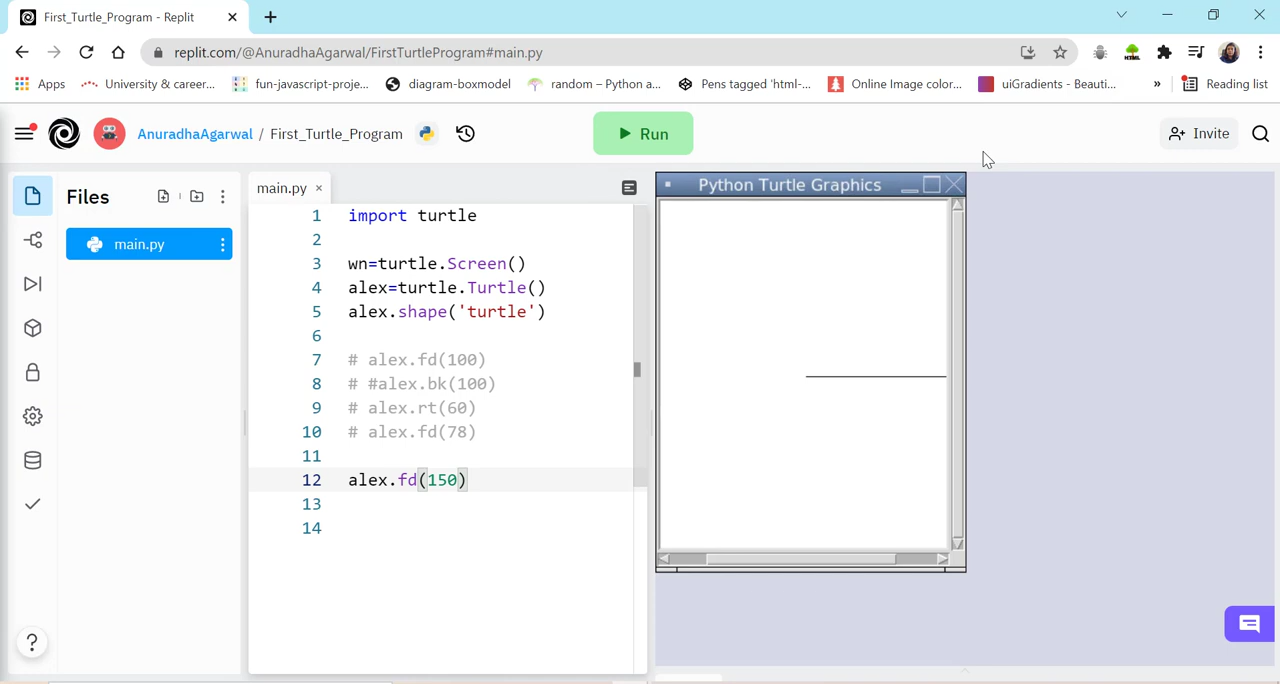 First_Turtle_Program - Replit
replit.com/@AnuradhaAgarwal/FirstTurtleProgram#main.py
Apps University & career... fun-javascript-proje... diagram-boxmodel random – Python a... Pens tagged 'html-... Online Image color... uiGradients - Beauti... » Reading list
AnuradhaAgarwal / First_Turtle_Program Run Invite
Files
main.py
main.py
1 import turtle
2
3 wn=turtle.Screen()
4 alex=turtle.Turtle()
5 alex.shape('turtle')
6
7 # alex.fd(100)
8 # #alex.bk(100)
9 # alex.rt(60)
10 # alex.fd(78)
11
12 alex.fd(150)
13
14
Python Turtle Graphics
?